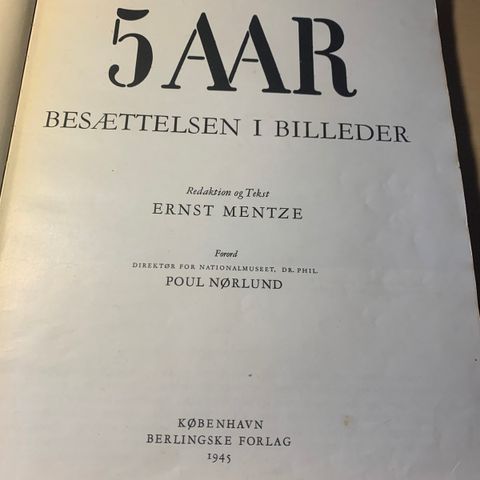 5 AAR
BESÆTTELSEN I BILLEDER
Redaktion og Tekst
ERNST MENTZE
Forord
DIREKTØR FOR NATIONALMUSEET, DR. PHIL.
POUL NØRLUND
KØBENHAVN
BERLINGSKE FORLAG
1945